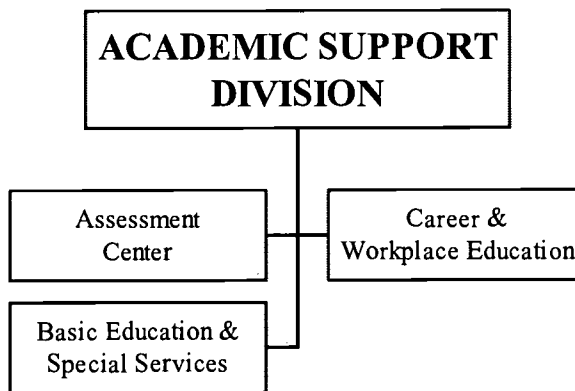 ACADEMIC SUPPORT
DIVISION
Assessment
Center
Career &
Workplace Education
Basic Education &
Special Services